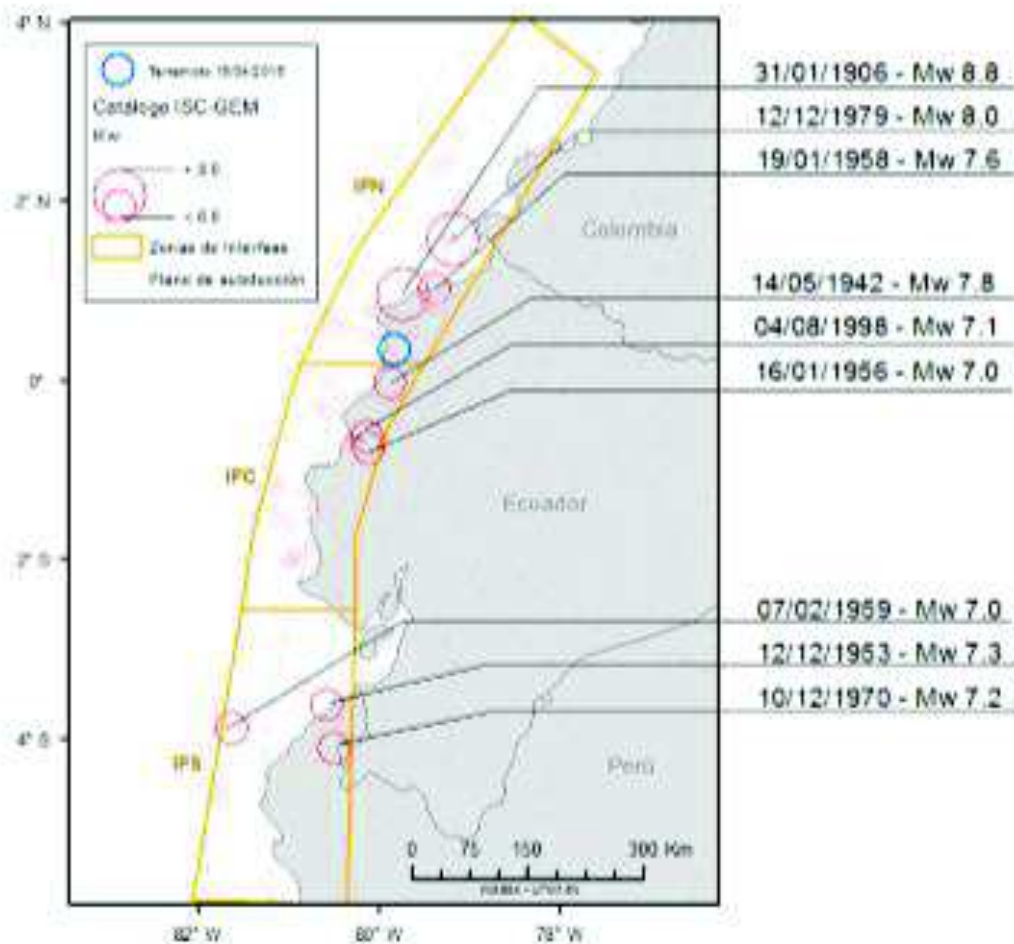 4° N
2° N
0°
2° S
4° S
82° W
80° W
78° W
Terremoto
Catálogo ISC-GEM
Mw
Zonas de Interfase
Plano de subducción
IPN
IPC
IPS
Colombia
Ecuador
Perú
31/01/1906 - Mw 8.8
12/12/1979 - Mw 8.0
19/01/1958 - Mw 7.6
14/05/1942 - Mw 7.8
04/08/1998 - Mw 7.1
16/01/1956 - Mw 7.0
07/02/1959 - Mw 7.0
12/12/1953 - Mw 7.3
10/12/1970 - Mw 7.2
0 75 150 300 Km